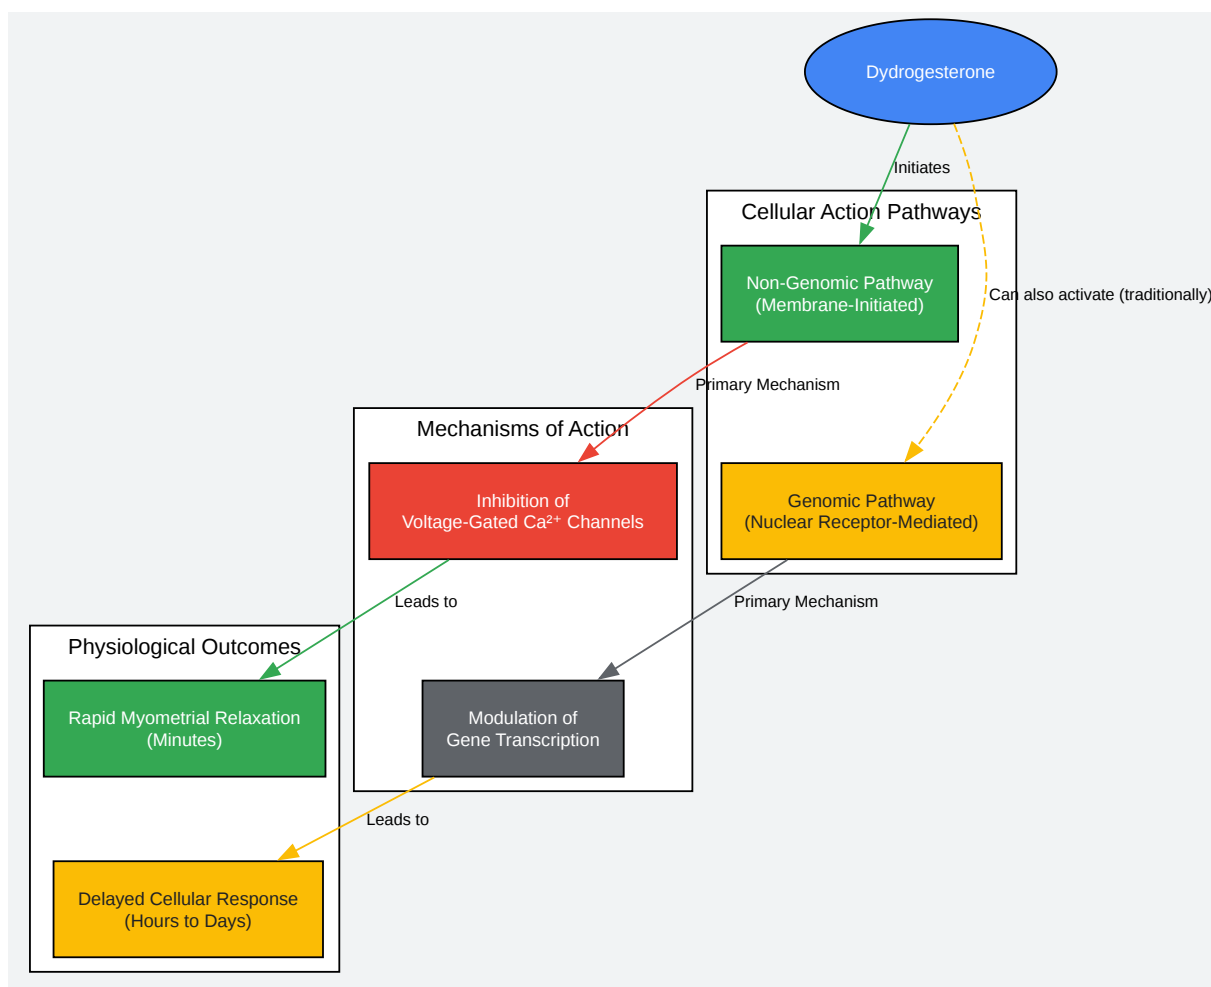 Dydrogesterone
Initiates
Cellular Action Pathways
Non-Genomic Pathway
(Membrane-Initiated)
Can also activate (traditionally)
Primary Mechanism
Mechanisms of Action
Inhibition of
Voltage-Gated Ca²⁺ Channels
Genomic Pathway
(Nuclear Receptor-Mediated)
Leads to
Primary Mechanism
Physiological Outcomes
Rapid Myometrial Relaxation
(Minutes)
Modulation of
Gene Transcription
Leads to
Delayed Cellular Response
(Hours to Days)